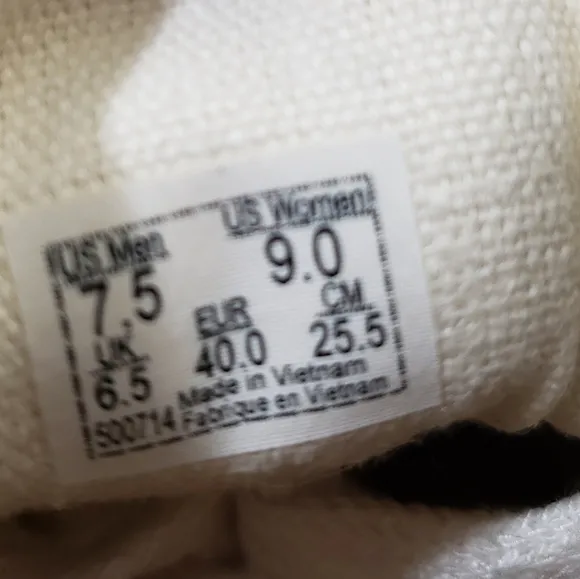 US Men US Women
7.5 9.0
UK EUR CM
6.5 40.0 25.5
Made in Vietnam
500714 Fabrique en Vietnam